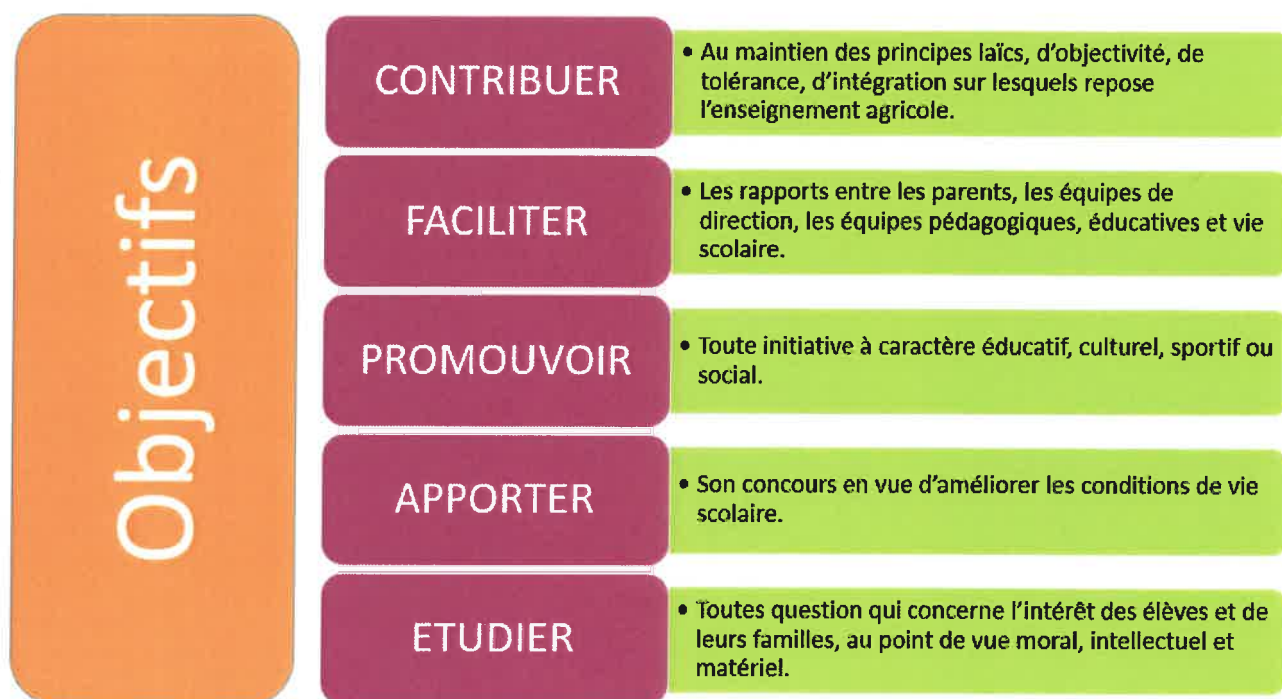 Objectifs
CONTRIBUER
• Au maintien des principes laïcs, d'objectivité, de
tolérance, d'intégration sur lesquels repose
l'enseignement agricole.
FACILITER
• Les rapports entre les parents, les équipes de
direction, les équipes pédagogiques, éducatives et vie
scolaire.
PROMOUVOIR
• Toute initiative à caractère éducatif, culturel, sportif ou
social.
APPORTER
• Son concours en vue d'améliorer les conditions de vie
scolaire.
ETUDIER
• Toutes question qui concerne l'intérêt des élèves et de
leurs familles, au point de vue moral, intellectuel et
matériel.